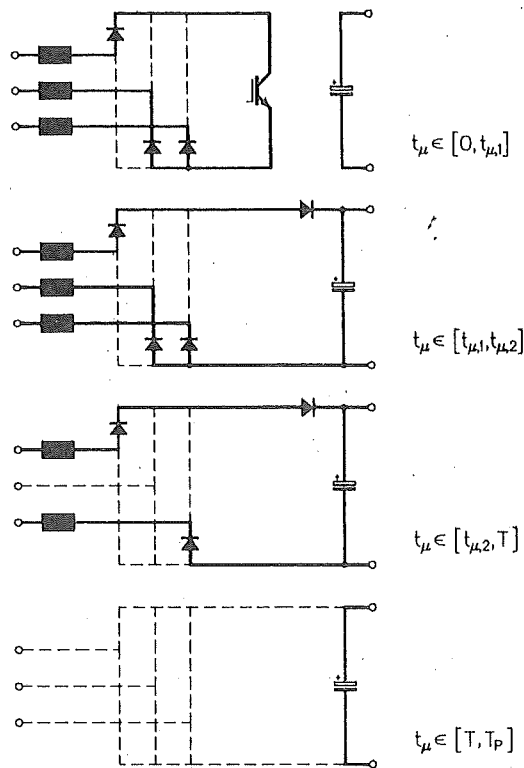 t_μ ∈ [0, t_μ,1]
t_μ ∈ [t_μ,1, t_μ,2]
t_μ ∈ [t_μ,2, T]
t_μ ∈ [T, T_P]